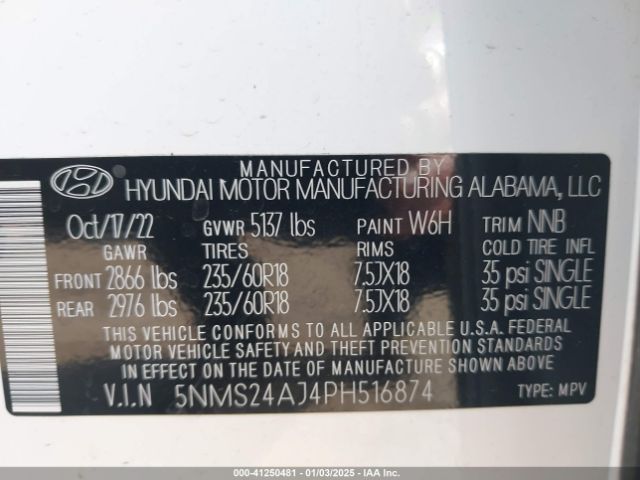 MANUFACTURED BY
HYUNDAI MOTOR MANUFACTURING ALABAMA, LLC
Oct/17/22 GVWR 5137 lbs PAINT W6H TRIM NNB
GAWR TIRES RIMS COLD TIRE INFL
FRONT 2866 lbs 235/60R18 7.5JX18 35 psi SINGLE
REAR 2976 lbs 235/60R18 7.5JX18 35 psi SINGLE
THIS VEHICLE CONFORMS TO ALL APPLICABLE U.S.A. FEDERAL
MOTOR VEHICLE SAFETY AND THEFT PREVENTION STANDARDS
IN EFFECT ON THE DATE OF MANUFACTURE SHOWN ABOVE.
V.I.N 5NMS24AJ4PH516874 TYPE: MPV
000-41250481 - 01/03/2025 - IAA Inc.